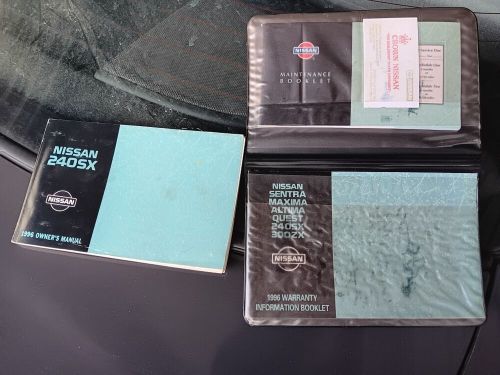 NISSAN
240SX
NISSAN
1996 OWNER'S MANUAL
NISSAN
MAINTENANCE
BOOKLET
CROWN NISSAN
NISSAN
SENTRA
MAXIMA
ALTIMA
QUEST
240SX
300ZX
NISSAN
1996 WARRANTY
INFORMATION BOOKLET